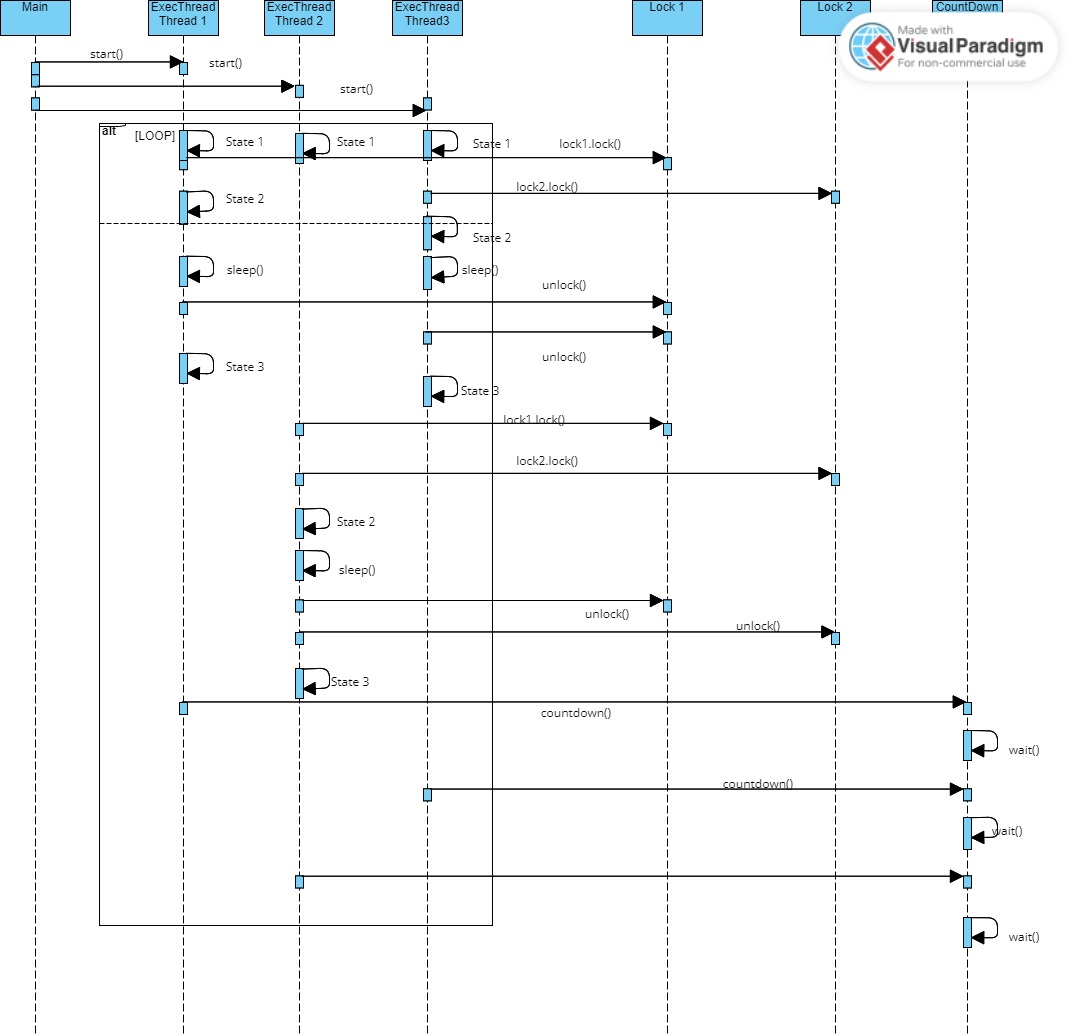 Main
ExecThread
Thread 1
ExecThread
Thread 2
ExecThread
Thread3
Lock 1
Lock 2
CountDown
Made with
VisualParadigm
For non-commercial use
start()
start()
start()
alt
[LOOP]
State 1
State 1
State 1
lock1.lock()
lock2.lock()
State 2
State 2
sleep()
sleep()
unlock()
unlock()
State 3
State 3
lock1.lock()
lock2.lock()
State 2
sleep()
unlock()
unlock()
State 3
countdown()
wait()
countdown()
wait()
wait()